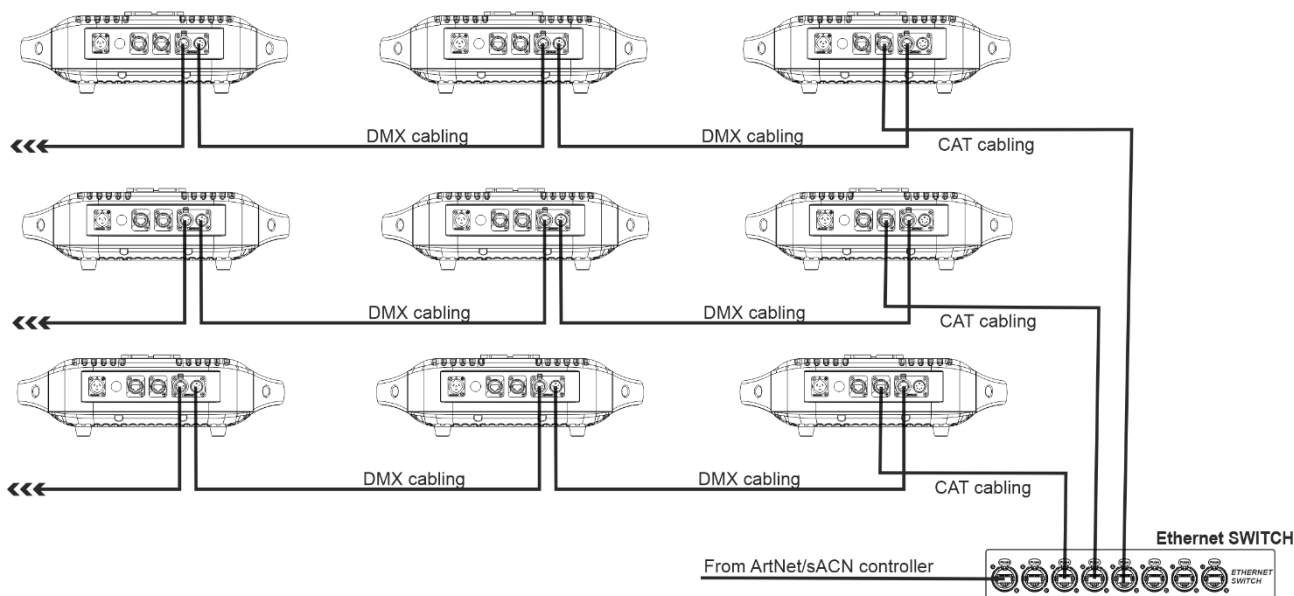 DMX cabling
DMX cabling
CAT cabling
DMX cabling
DMX cabling
CAT cabling
DMX cabling
DMX cabling
CAT cabling
Ethernet SWITCH
From ArtNet/sACN controller
ETHERNET
SWITCH